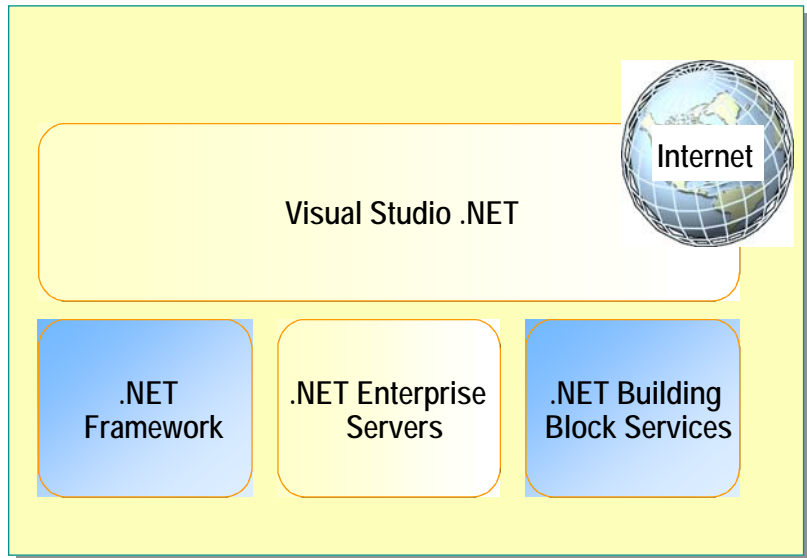 Internet
Visual Studio .NET
.NET
Framework
.NET Enterprise
Servers
.NET Building
Block Services